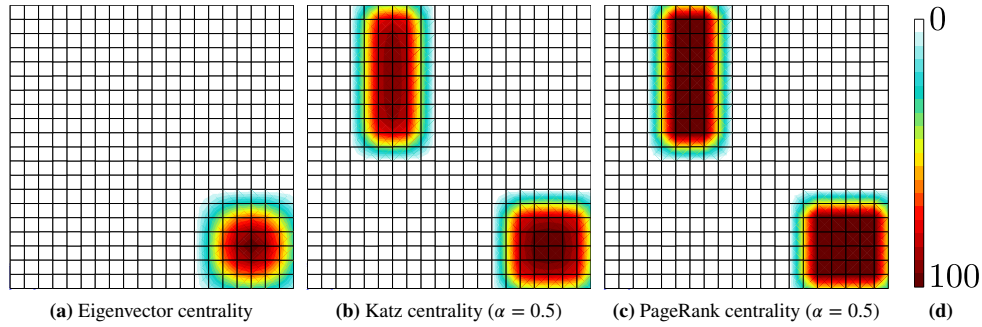 0
100
(a) Eigenvector centrality
(b) Katz centrality (α = 0.5)
(c) PageRank centrality (α = 0.5)
(d)